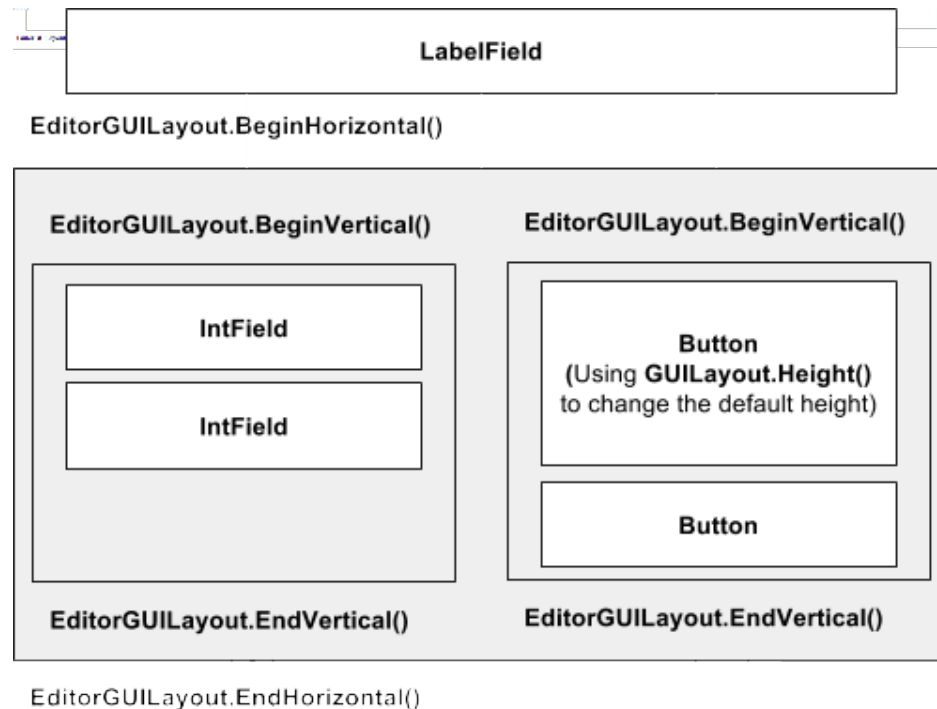 LabelField
EditorGUILayout.BeginHorizontal()
EditorGUILayout.BeginVertical()
IntField
IntField
EditorGUILayout.EndVertical()
EditorGUILayout.BeginVertical()
Button
(Using GUILayout.Height()
to change the default height)
Button
EditorGUILayout.EndVertical()
EditorGUILayout.EndHorizontal()